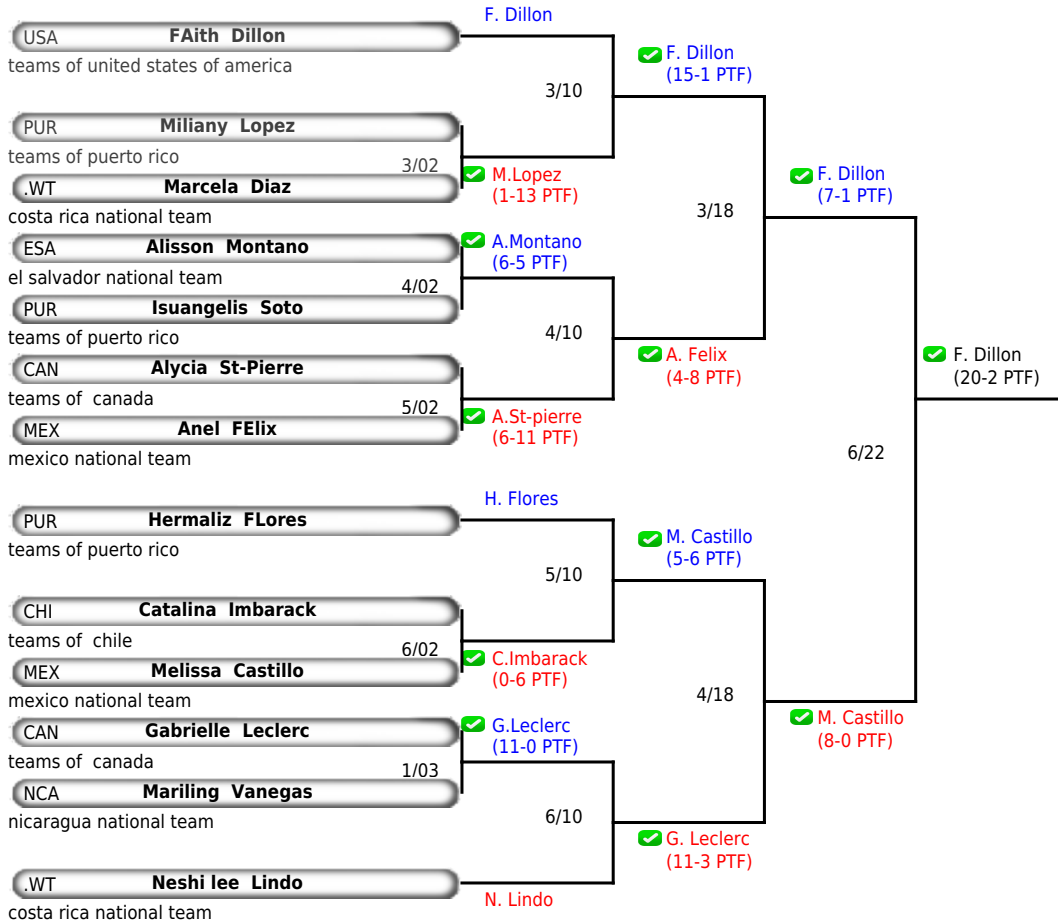 F. Dillon
USA FAith Dillon
teams of united states of america
F. Dillon
(15-1 PTF)
3/10
PUR Miliany Lopez
teams of puerto rico
3/02
M.Lopez
(1-13 PTF)
.WT Marcela Diaz
costa rica national team
F. Dillon
(7-1 PTF)
3/18
ESA Alisson Montano
el salvador national team
A.Montano
(6-5 PTF)
4/02
PUR Isuangelis Soto
teams of puerto rico
4/10
CAN Alycia St-Pierre
teams of canada
A. Felix
(4-8 PTF)
F. Dillon
(20-2 PTF)
5/02
A.St-pierre
(6-11 PTF)
MEX Anel FElix
mexico national team
6/22
H. Flores
PUR Hermaliz FLores
teams of puerto rico
M. Castillo
(5-6 PTF)
5/10
CHI Catalina Imbarack
teams of chile
6/02
C.Imbarack
(0-6 PTF)
MEX Melissa Castillo
mexico national team
4/18
M. Castillo
(8-0 PTF)
CAN Gabrielle Leclerc
teams of canada
G.Leclerc
(11-0 PTF)
1/03
NCA Mariling Vanegas
nicaragua national team
6/10
G. Leclerc
(11-3 PTF)
.WT Neshi lee Lindo
costa rica national team
N. Lindo